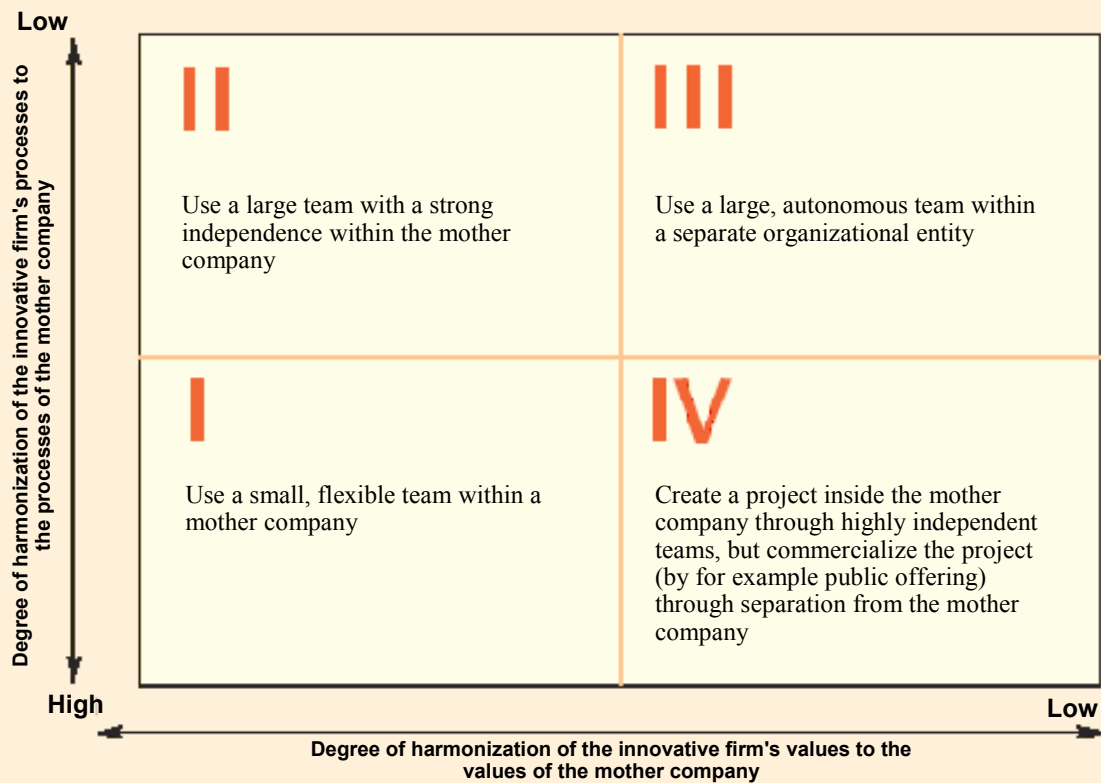 Low
Degree of harmonization of the innovative firm's processes to
the processes of the mother company
II
Use a large team with a strong
independence within the mother
company
III
Use a large, autonomous team within
a separate organizational entity
I
Use a small, flexible team within a
mother company
IV
Create a project inside the mother
company through highly independent
teams, but commercialize the project
(by for example public offering)
through separation from the mother
company
High
Low
Degree of harmonization of the innovative firm's values to the
values of the mother company